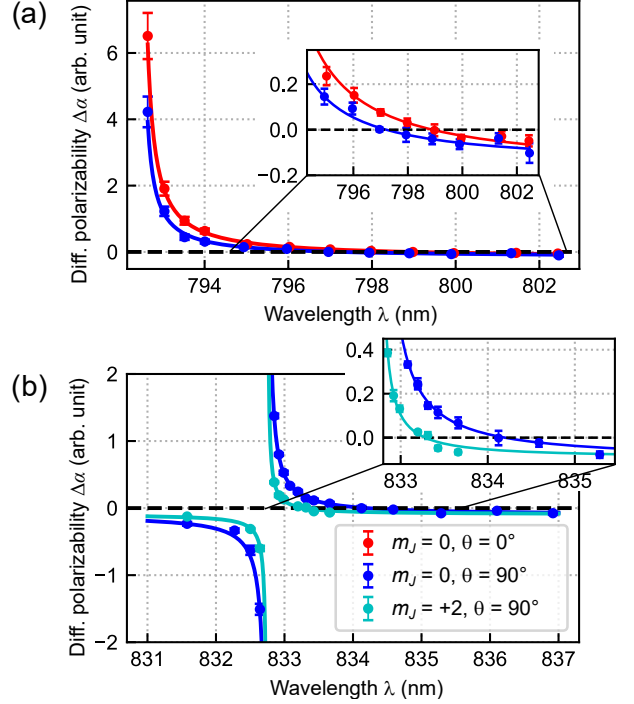 (a)
Diff. polarizability Δα (arb. unit)
6
4
2
0
0.2
0.0
−0.2
796 798 800 802
794 796 798 800 802
Wavelength λ (nm)
(b)
Diff. polarizability Δα (arb. unit)
2
1
0
−1
−2
0.4
0.2
0.0
833 834 835
m_J = 0, θ = 0°
m_J = 0, θ = 90°
m_J = +2, θ = 90°
831 832 833 834 835 836 837
Wavelength λ (nm)